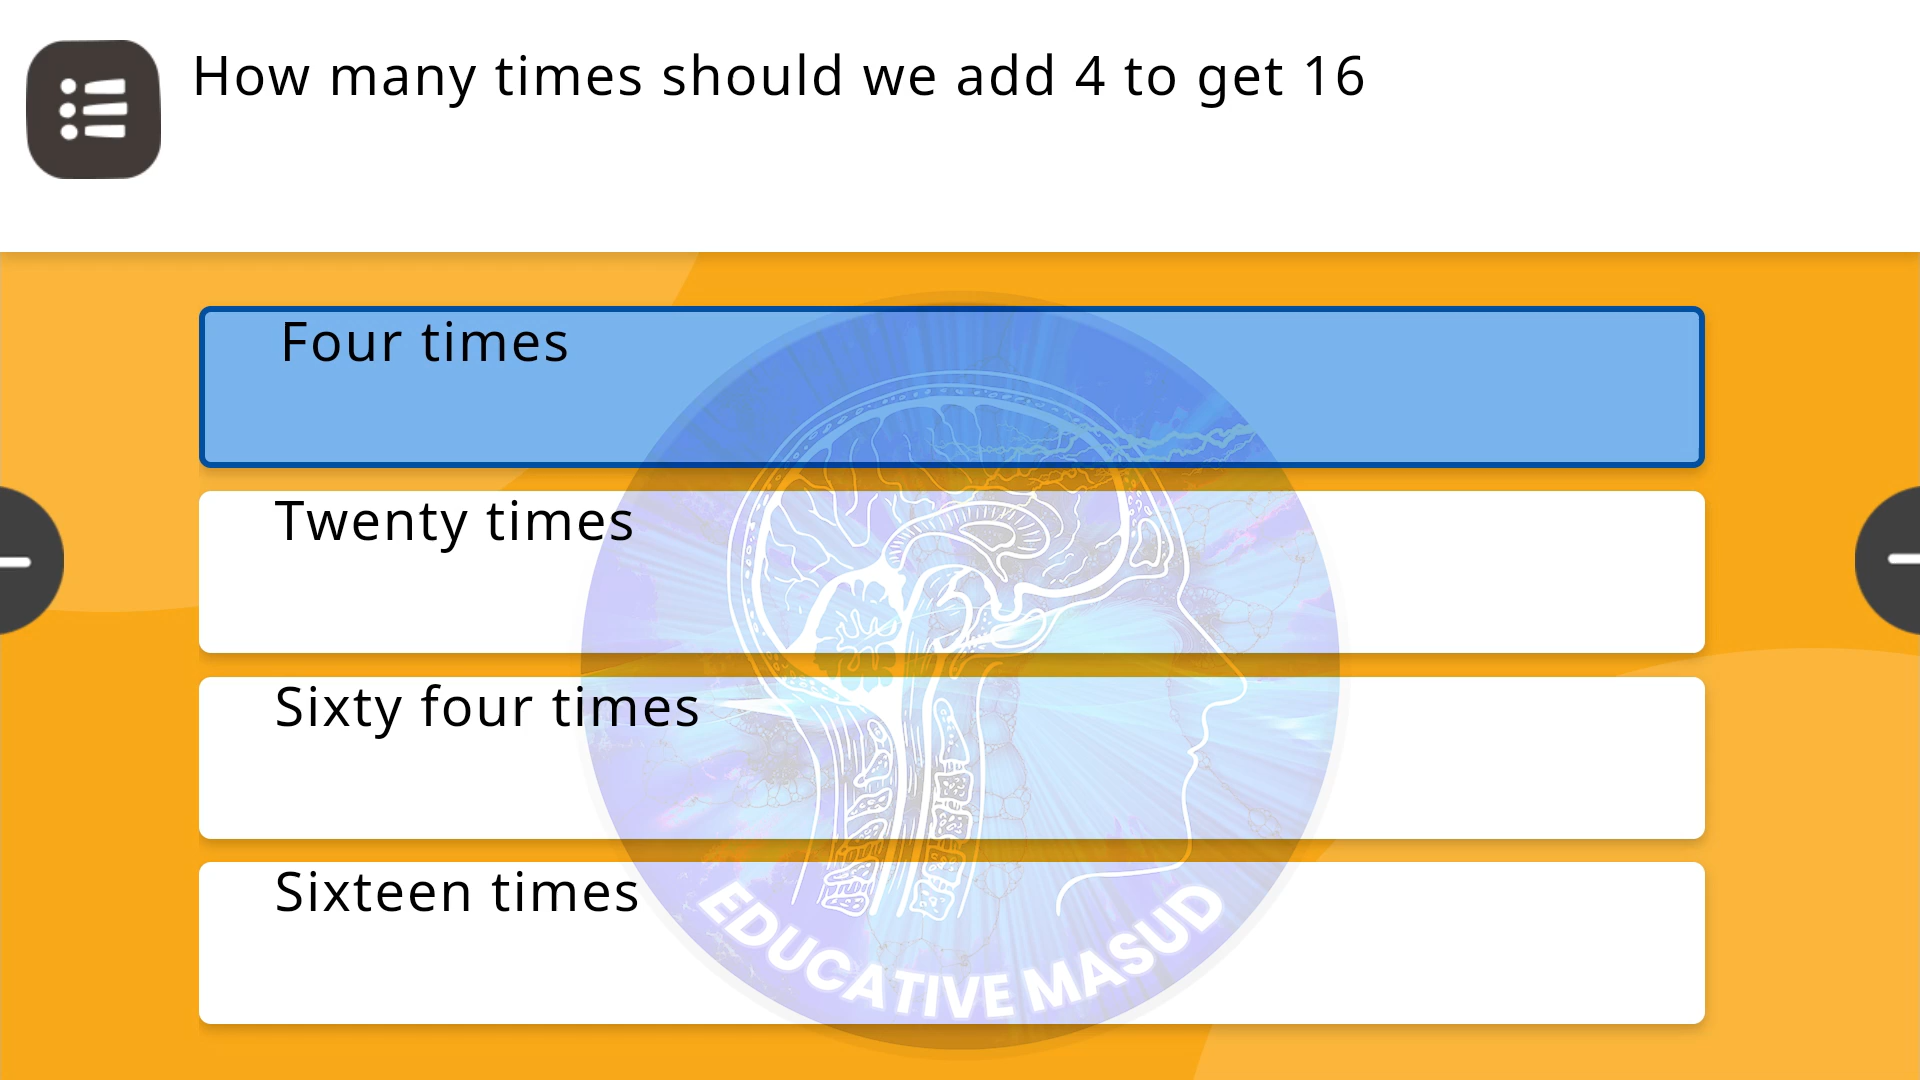 How many times should we add 4 to get 16
Four times
Twenty times
Sixty four times
Sixteen times
EDUCATIVE MASUD